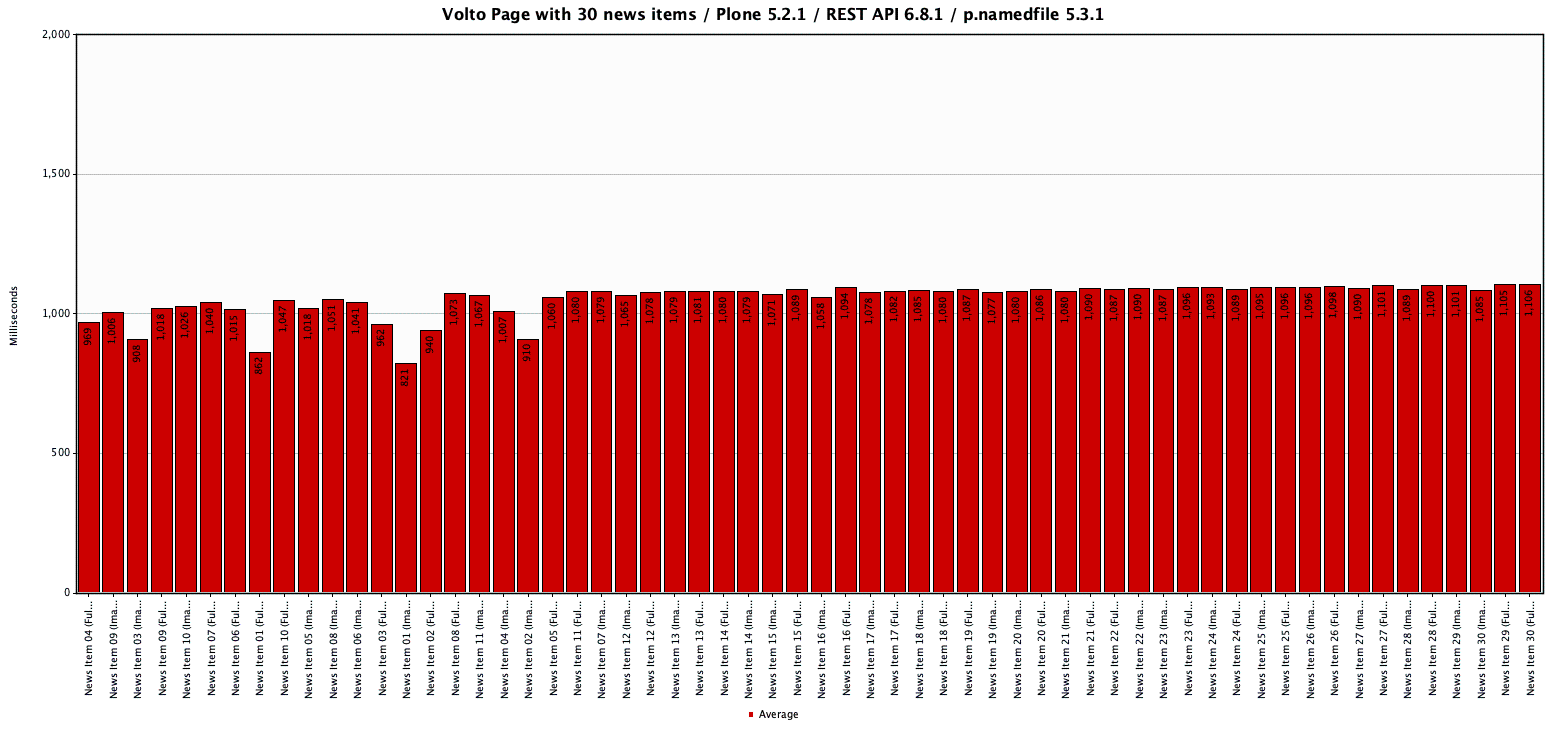 Volto Page with 30 news items / Plone 5.2.1 / REST API 6.8.1 / p.namedfile 5.3.1
Milliseconds
2,000
1,500
1,000
500
0
969
1,006
908
1,018
1,026
1,040
1,015
862
1,047
1,018
1,051
1,041
962
821
940
1,073
1,067
1,007
910
1,060
1,080
1,079
1,065
1,078
1,079
1,081
1,080
1,079
1,071
1,089
1,058
1,094
1,078
1,082
1,085
1,080
1,087
1,077
1,080
1,086
1,080
1,090
1,087
1,090
1,087
1,096
1,093
1,089
1,095
1,096
1,096
1,098
1,090
1,101
1,089
1,100
1,101
1,085
1,105
1,106
News Item 04 (Ful...
News Item 09 (Ima...
News Item 03 (Ima...
News Item 09 (Ful...
News Item 10 (Ima...
News Item 07 (Ful...
News Item 06 (Ful...
News Item 01 (Ful...
News Item 10 (Ful...
News Item 05 (Ima...
News Item 08 (Ima...
News Item 06 (Ima...
News Item 03 (Ful...
News Item 01 (Ima...
News Item 02 (Ful...
News Item 08 (Ful...
News Item 11 (Ima...
News Item 04 (Ima...
News Item 02 (Ima...
News Item 05 (Ful...
News Item 11 (Ful...
News Item 07 (Ima...
News Item 12 (Ima...
News Item 12 (Ful...
News Item 13 (Ima...
News Item 13 (Ful...
News Item 14 (Ful...
News Item 14 (Ima...
News Item 15 (Ima...
News Item 15 (Ful...
News Item 16 (Ima...
News Item 16 (Ful...
News Item 17 (Ima...
News Item 17 (Ful...
News Item 18 (Ima...
News Item 18 (Ful...
News Item 19 (Ful...
News Item 19 (Ima...
News Item 20 (Ima...
News Item 20 (Ful...
News Item 21 (Ima...
News Item 21 (Ful...
News Item 22 (Ful...
News Item 22 (Ima...
News Item 23 (Ima...
News Item 23 (Ful...
News Item 24 (Ima...
News Item 24 (Ful...
News Item 25 (Ima...
News Item 25 (Ful...
News Item 26 (Ima...
News Item 26 (Ful...
News Item 27 (Ima...
News Item 27 (Ful...
News Item 28 (Ima...
News Item 28 (Ful...
News Item 29 (Ima...
News Item 30 (Ima...
News Item 29 (Ful...
News Item 30 (Ful...
Average